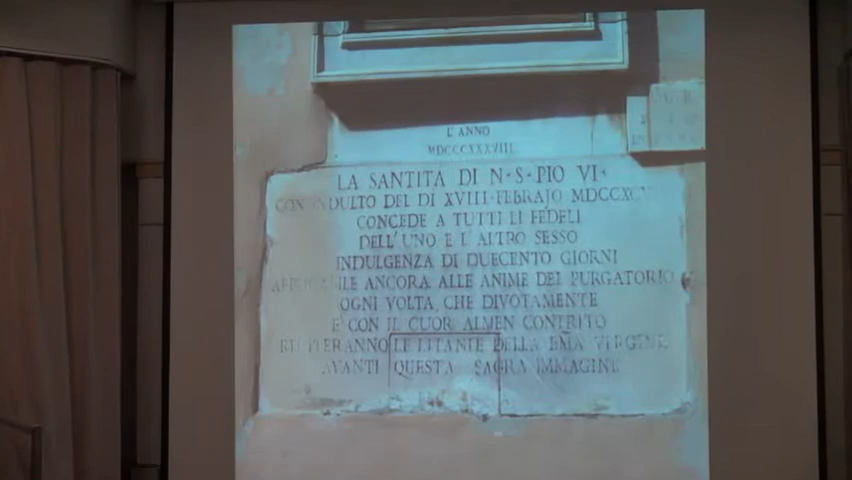 L'ANNO
MDCCCXXXVIII
LA SANTITÀ DI N·S·PIO VI·
CON INDULTO DEL DI XVIII·FEBRAJO
CONCEDE A TUTTI LI FEDELI
DELL'UNO E L'ALTRO SESSO
INDULGENZA DI DUECENTO GIORNI
APPLICABILE ANCORA ALLE ANIME DEL PURGATORIO
OGNI VOLTA, CHE DIVOTAMENTE
E CON IL CUOR ALMEN CONTRITO
RECITERANNO LE LITANIE DELLA BMA VERGINE
AVANTI QUESTA SAGRA IMMAGINE